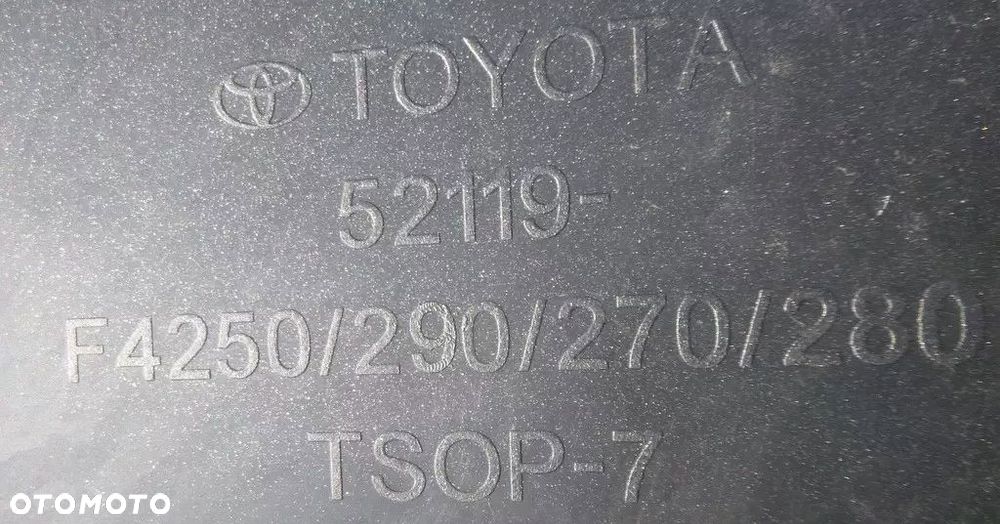 TOYOTA
52119-
F4250/290/270/280
TSOP-7
OTOMOTO